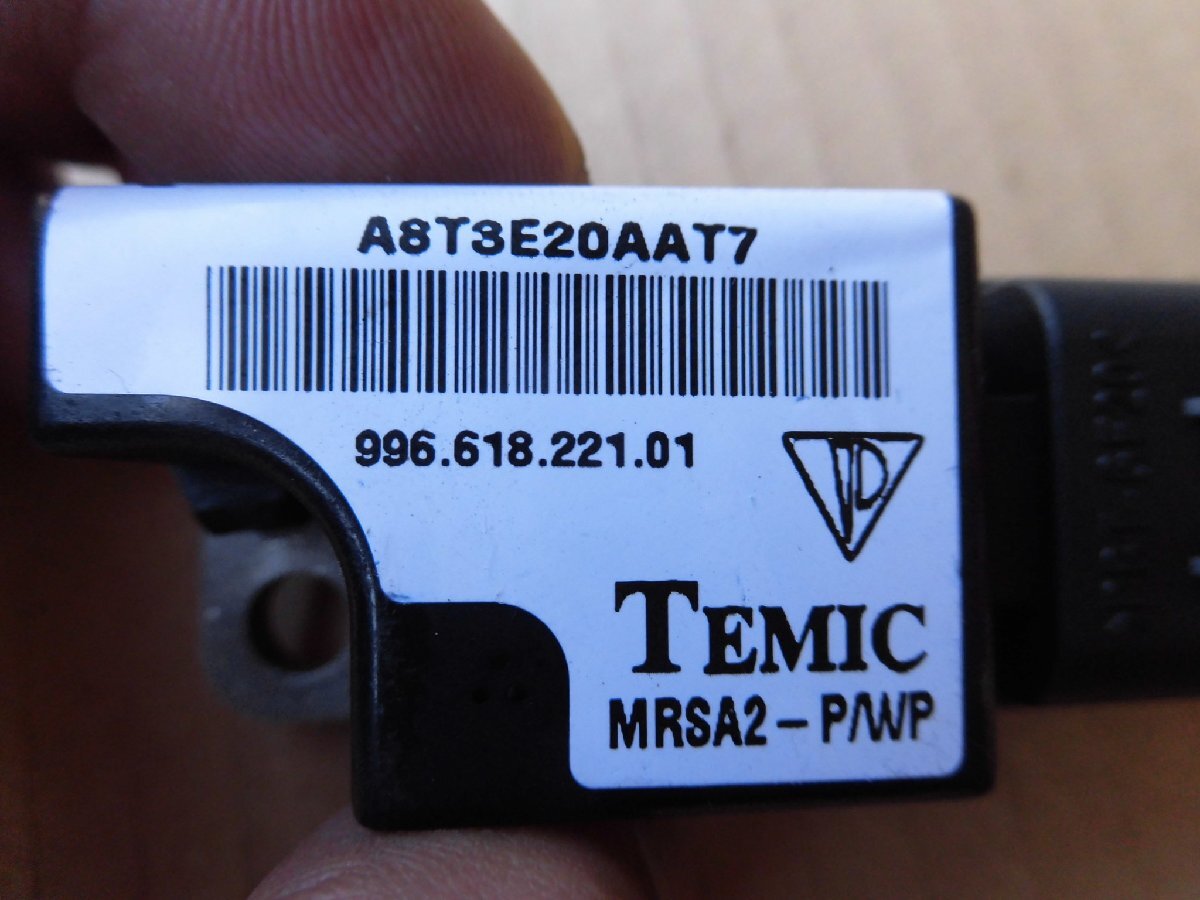 A8T3E20AAT7
996.618.221.01
TEMIC
MRSA2-P/WP